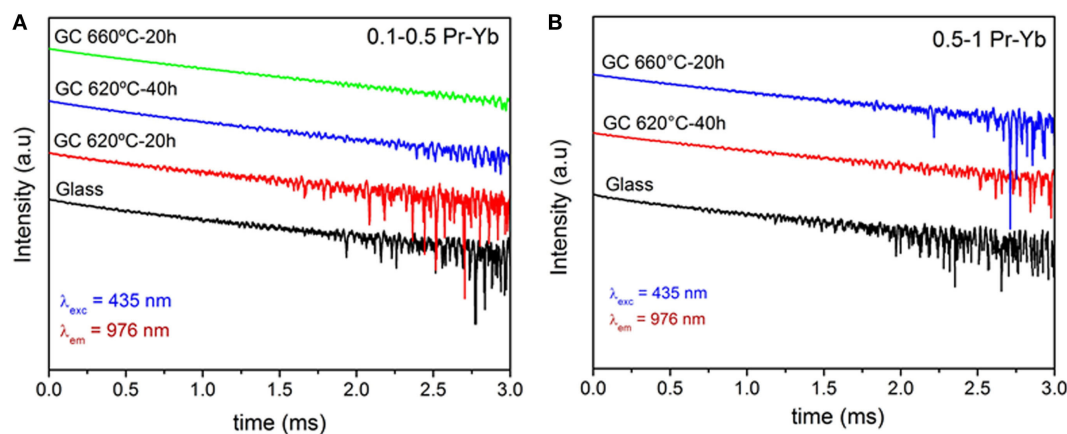 A
0.1-0.5 Pr-Yb
GC 660ºC-20h
GC 620ºC-40h
GC 620ºC-20h
Glass
λexc = 435 nm
λem = 976 nm
Intensity (a.u)
0.0 0.5 1.0 1.5 2.0 2.5 3.0
time (ms)
B
0.5-1 Pr-Yb
GC 660°C-20h
GC 620°C-40h
Glass
λexc = 435 nm
λem = 976 nm
Intensity (a.u)
0.0 0.5 1.0 1.5 2.0 2.5 3.0
time (ms)